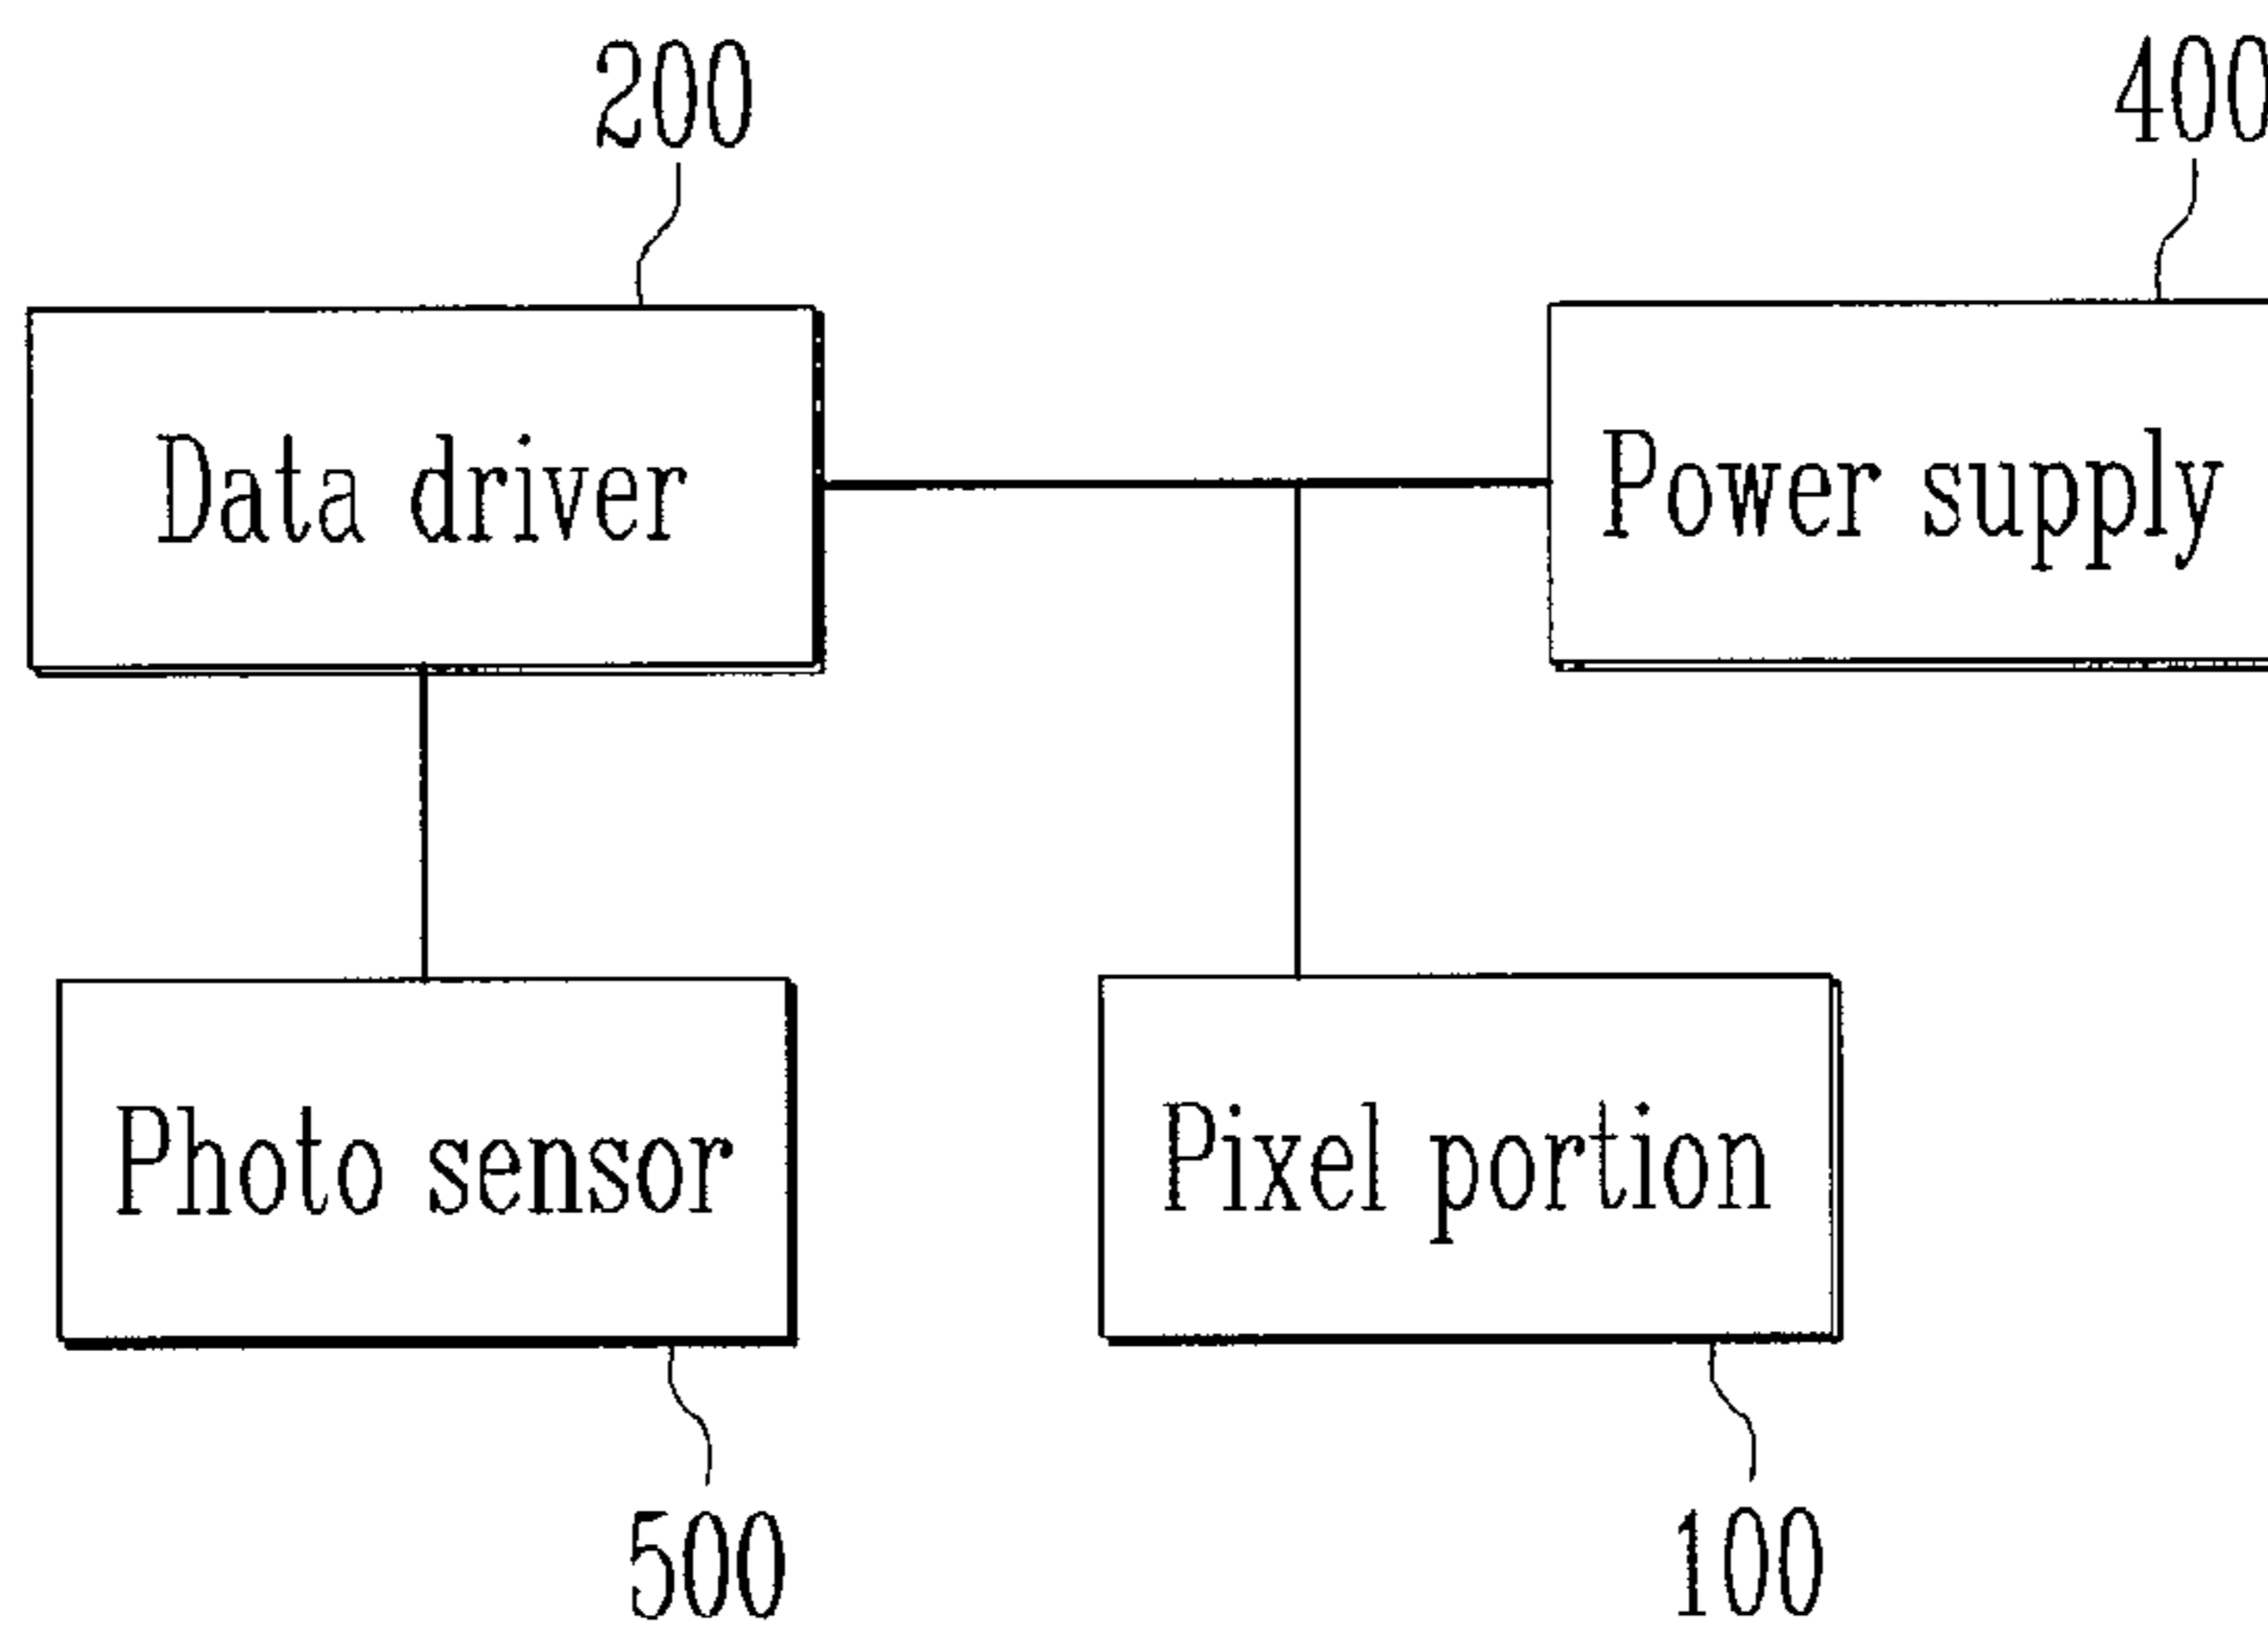 200
400
Data driver
Power supply
Photo sensor
Pixel portion
500
100